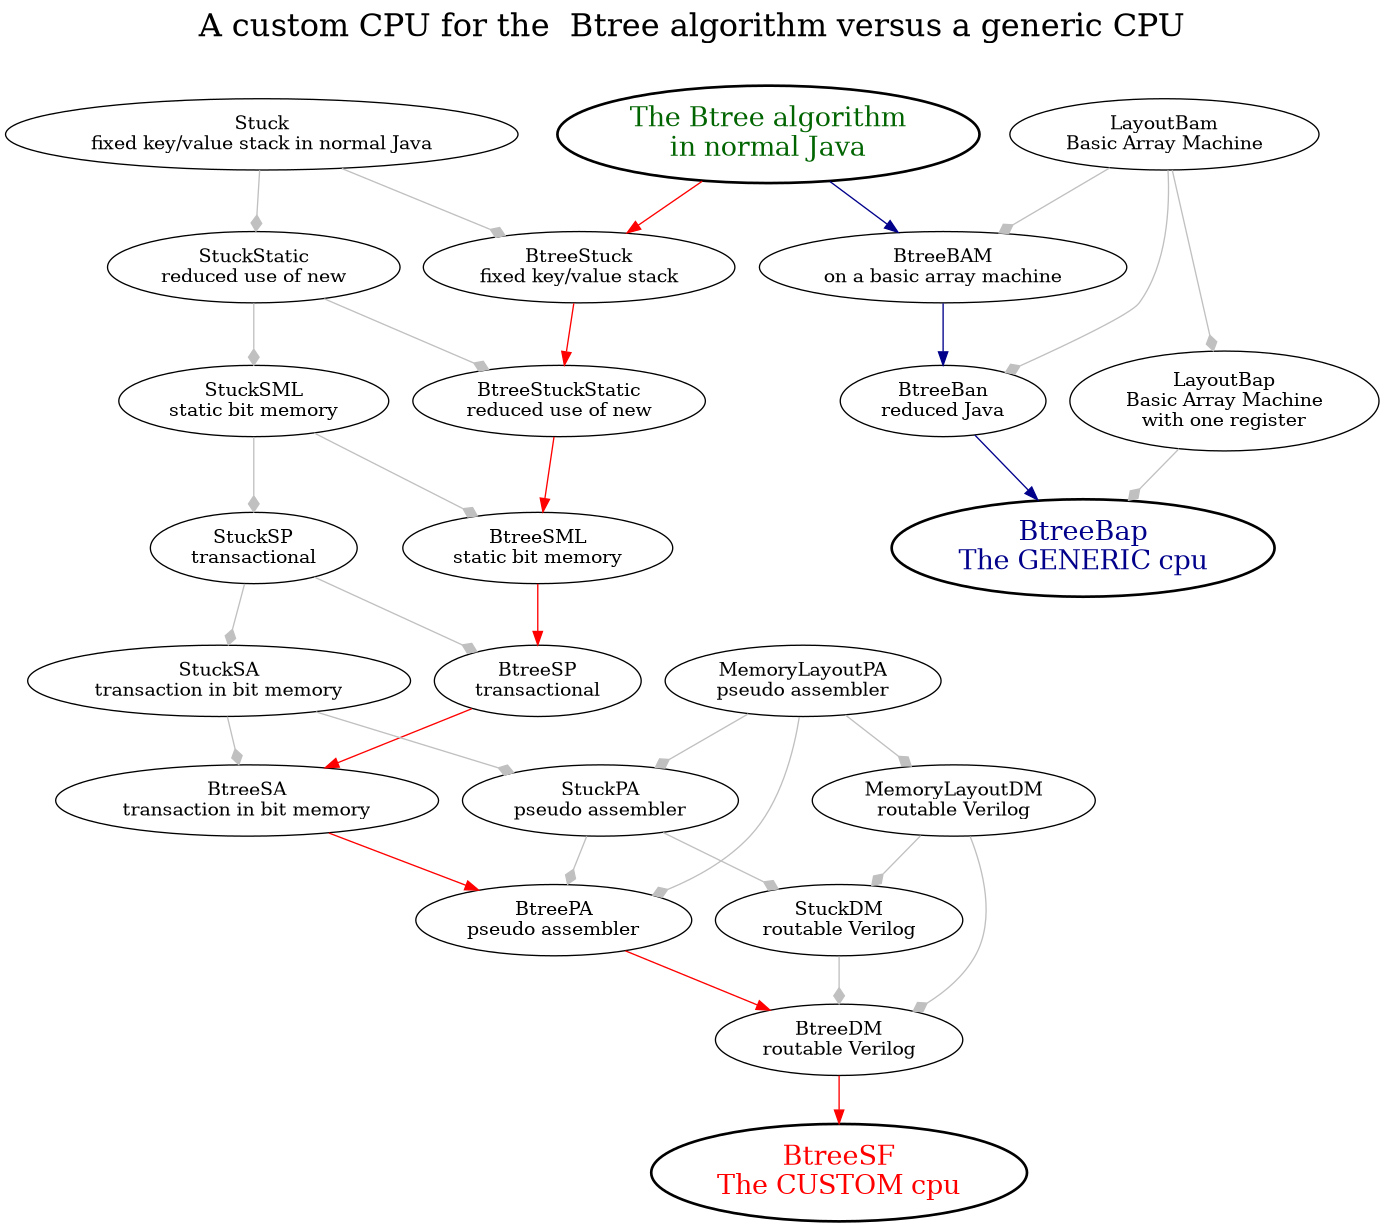 A custom CPU for the  Btree algorithm versus a generic CPU
Stuck
fixed key/value stack in normal Java
The Btree algorithm
in normal Java
LayoutBam
Basic Array Machine
StuckStatic
reduced use of new
BtreeStuck
fixed key/value stack
BtreeBAM
on a basic array machine
StuckSML
static bit memory
BtreeStuckStatic
reduced use of new
BtreeBan
reduced Java
LayoutBap
Basic Array Machine
with one register
StuckSP
transactional
BtreeSML
static bit memory
BtreeBap
The GENERIC cpu
StuckSA
transaction in bit memory
BtreeSP
transactional
MemoryLayoutPA
pseudo assembler
BtreeSA
transaction in bit memory
StuckPA
pseudo assembler
MemoryLayoutDM
routable Verilog
BtreePA
pseudo assembler
StuckDM
routable Verilog
BtreeDM
routable Verilog
BtreeSF
The CUSTOM cpu